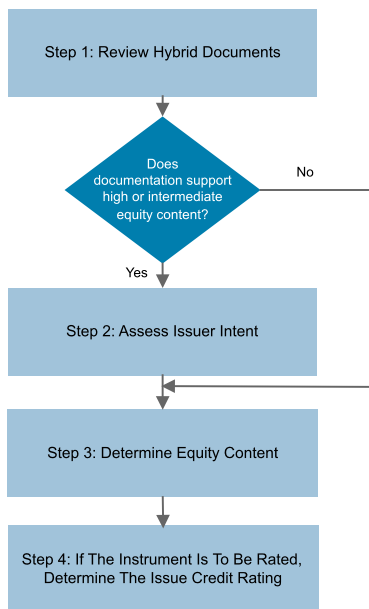 Step 1: Review Hybrid Documents
Does
documentation support
high or intermediate
equity content?
No
Yes
Step 2: Assess Issuer Intent
Step 3: Determine Equity Content
Step 4: If The Instrument Is To Be Rated,
Determine The Issue Credit Rating